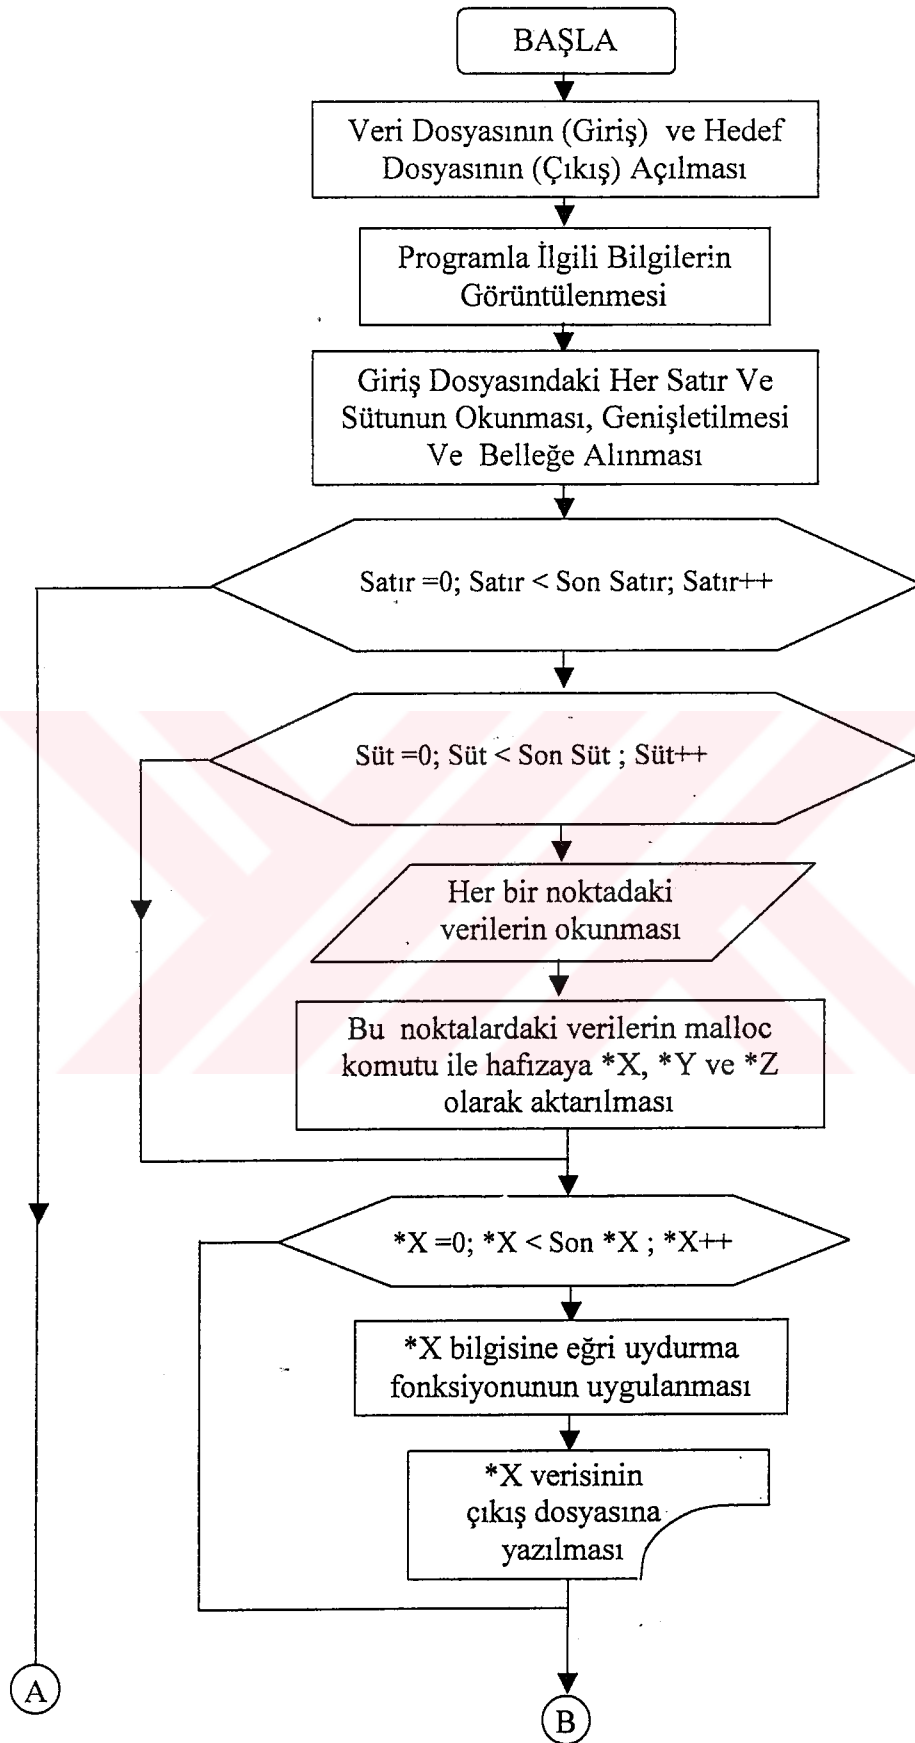 BAŞLA
Veri Dosyasının (Giriş) ve Hedef
Dosyasının (Çıkış) Açılması
Programla İlgili Bilgilerin
Görüntülenmesi
Giriş Dosyasındaki Her Satır Ve
Sütunun Okunması, Genişletilmesi
Ve Belleğe Alınması
Satır =0; Satır < Son Satır; Satır++
Süt =0; Süt < Son Süt ; Süt++
Her bir noktadaki
verilerin okunması
Bu noktalardaki verilerin malloc
komutu ile hafızaya *X, *Y ve *Z
olarak aktarılması
*X =0; *X < Son *X ; *X++
*X bilgisine eğri uydurma
fonksiyonunun uygulanması
*X verisinin
çıkış dosyasına
yazılması
A
B